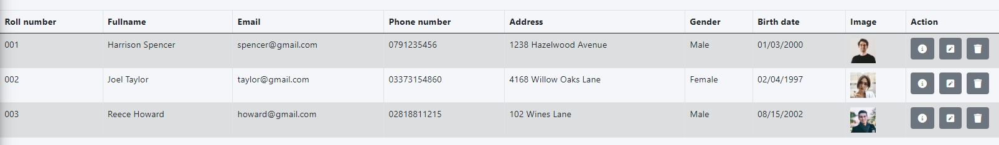 Roll number Fullname Email Phone number Address Gender Birth date Image Action
001 Harrison Spencer spencer@gmail.com 0791235456 1238 Hazelwood Avenue Male 01/03/2000
002 Joel Taylor taylor@gmail.com 03373154860 4168 Willow Oaks Lane Female 02/04/1997
003 Reece Howard howard@gmail.com 02818811215 102 Wines Lane Male 08/15/2002